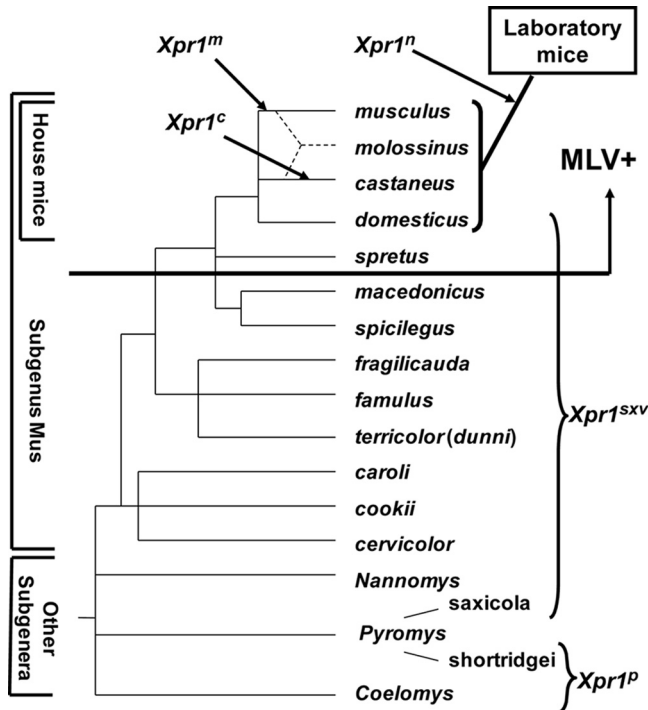 Xpr1m
Xpr1n
Laboratory
mice
Xpr1c
House mice
musculus
molossinus
castaneus
domesticus
MLV+
spretus
macedonicus
spicilegus
Subgenus Mus
fragilicauda
famulus
terricolor (dunni)
Xpr1sxv
caroli
cookii
cervicolor
Nannomys
Other
Subgenera
saxicola
Pyromys
shortridgei
Xpr1p
Coelomys